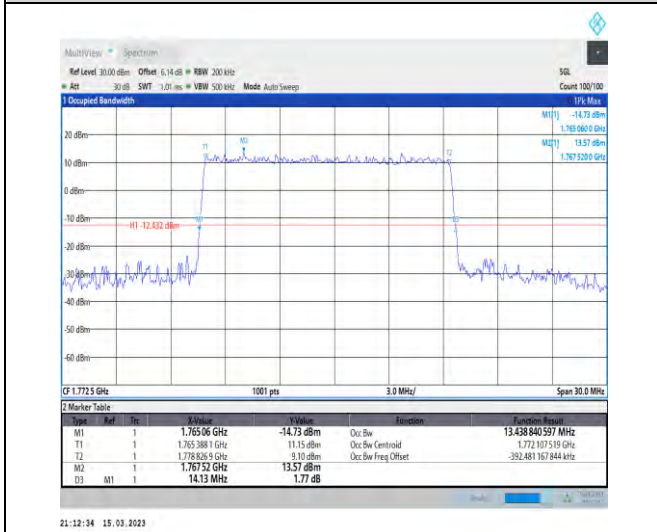 MultiView Spectrum
Ref Level 30.00 dBm Offset 6.14 dB RBW 200 kHz SGL
Att 30 dB SWT 1.01 ms VBW 500 kHz Mode Auto Sweep Count 100/100
1 Occupied Bandwidth 1Pk Max
M1[1] -14.73 dBm
1.765 060 0 GHz
M2[1] 13.57 dBm
1.767 520 0 GHz
20 dBm
T1 M2 T2
10 dBm
0 dBm
-10 dBm
M1 D3
H1 -12.432 dBm
-20 dBm
-30 dBm
-40 dBm
-50 dBm
-60 dBm
CF 1.772 5 GHz 1001 pts 3.0 MHz/ Span 30.0 MHz
2 Marker Table
Type Ref Trc X-Value Y-Value Function Function Result
M1 1 1.765 06 GHz -14.73 dBm Occ Bw 13.438 840 597 MHz
T1 1 1.765 388 1 GHz 11.15 dBm Occ Bw Centroid 1.772 107 519 GHz
T2 1 1.778 826 9 GHz 9.10 dBm Occ Bw Freq Offset -392.481 167 844 kHz
M2 1 1.767 52 GHz 13.57 dBm
D3 M1 1 14.13 MHz 1.77 dB
21:12:34 15.03.2023